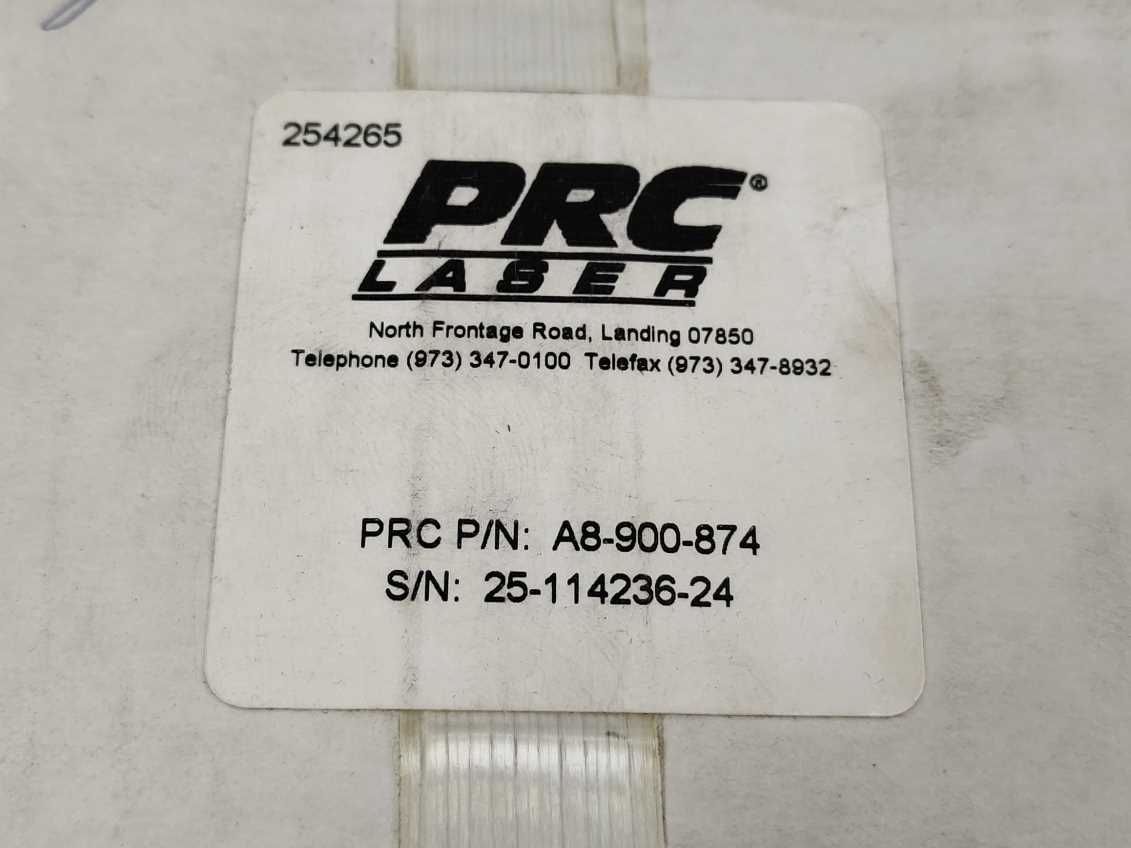 254265
PRC®
LASER
North Frontage Road, Landing 07850
Telephone (973) 347-0100 Telefax (973) 347-8932
PRC P/N: A8-900-874
S/N: 25-114236-24